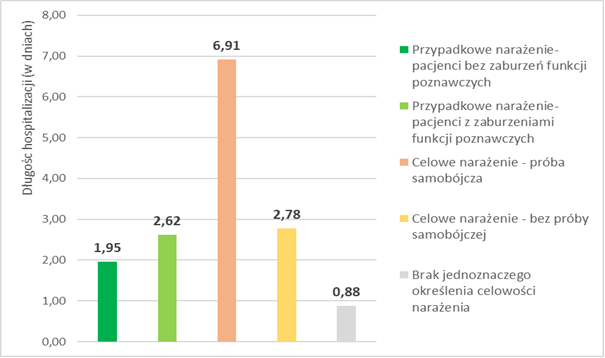 Długość hospitalizacji (w dniach)
8,00
7,00
6,00
5,00
4,00
3,00
2,00
1,00
0,00
1,95
2,62
6,91
2,78
0,88
Przypadkowe narażenie-
pacjenci bez zaburzeń funkcji
poznawczych
Przypadkowe narażenie-
pacjenci z zaburzeniami
funkcji poznawczych
Celowe narażenie - próba
samobójcza
Celowe narażenie - bez próby
samobójczej
Brak jednoznaczego
określenia celowości
narażenia